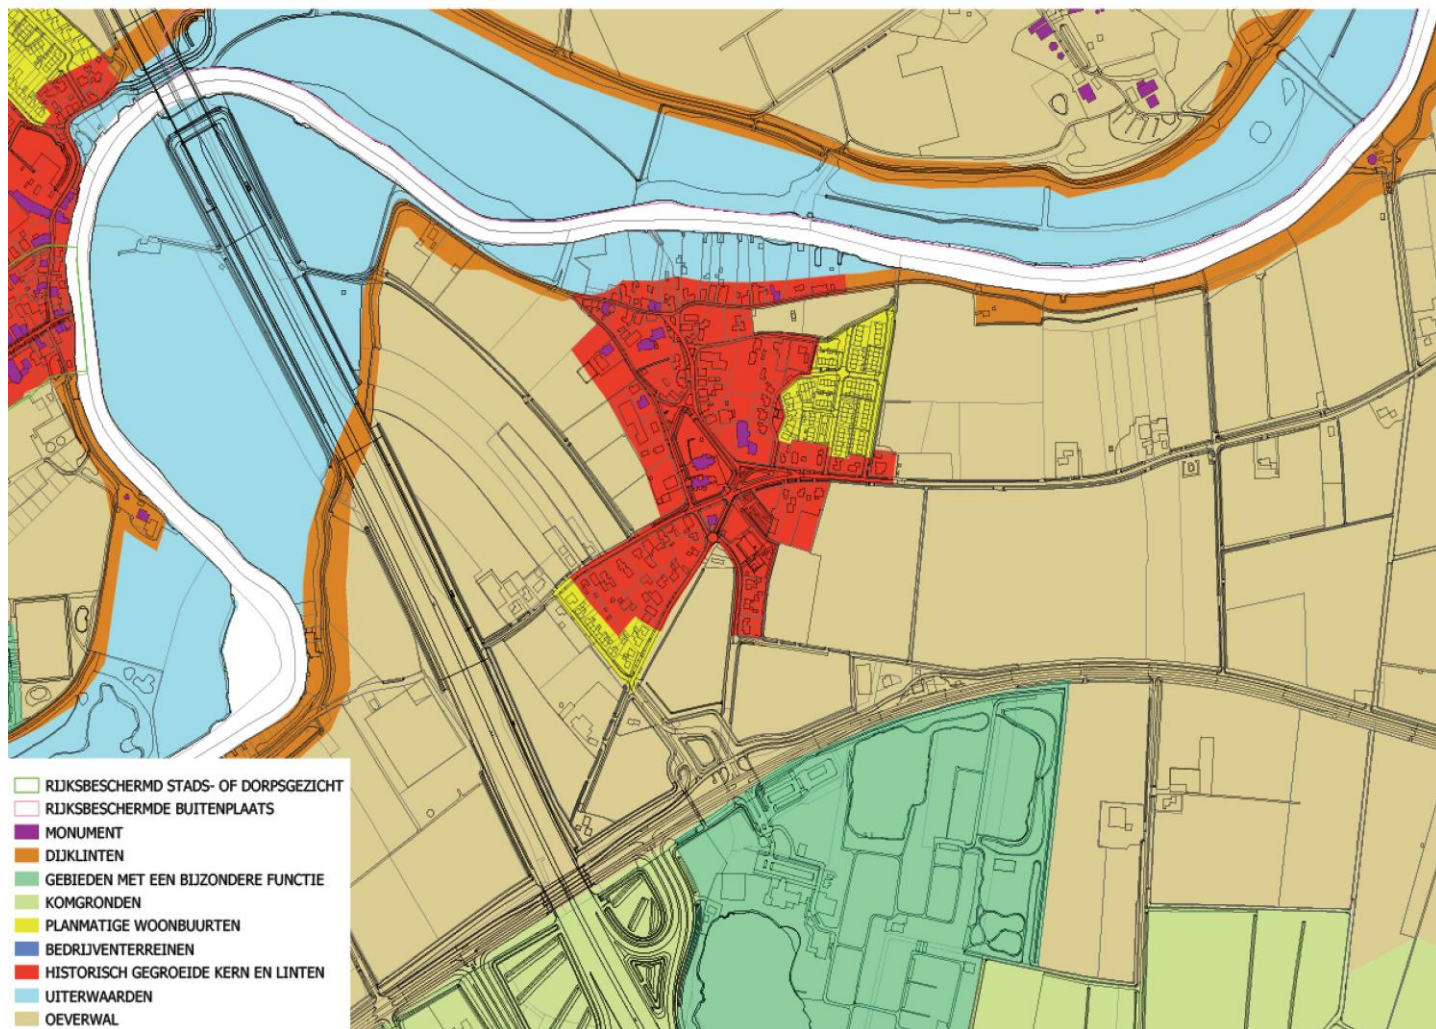 RIJKSBESCHERMD STADS- OF DORPSGEZICHT
RIJKSBESCHERMDE BUITENPLAATS
MONUMENT
DIJKLINTEN
GEBIEDEN MET EEN BIJZONDERE FUNCTIE
KOMGRONDEN
PLANMATIGE WOONBUURTEN
BEDRIJVENTERREINEN
HISTORISCH GEGROEIDE KERN EN LINTEN
UITERWAARDEN
OEVERWAL